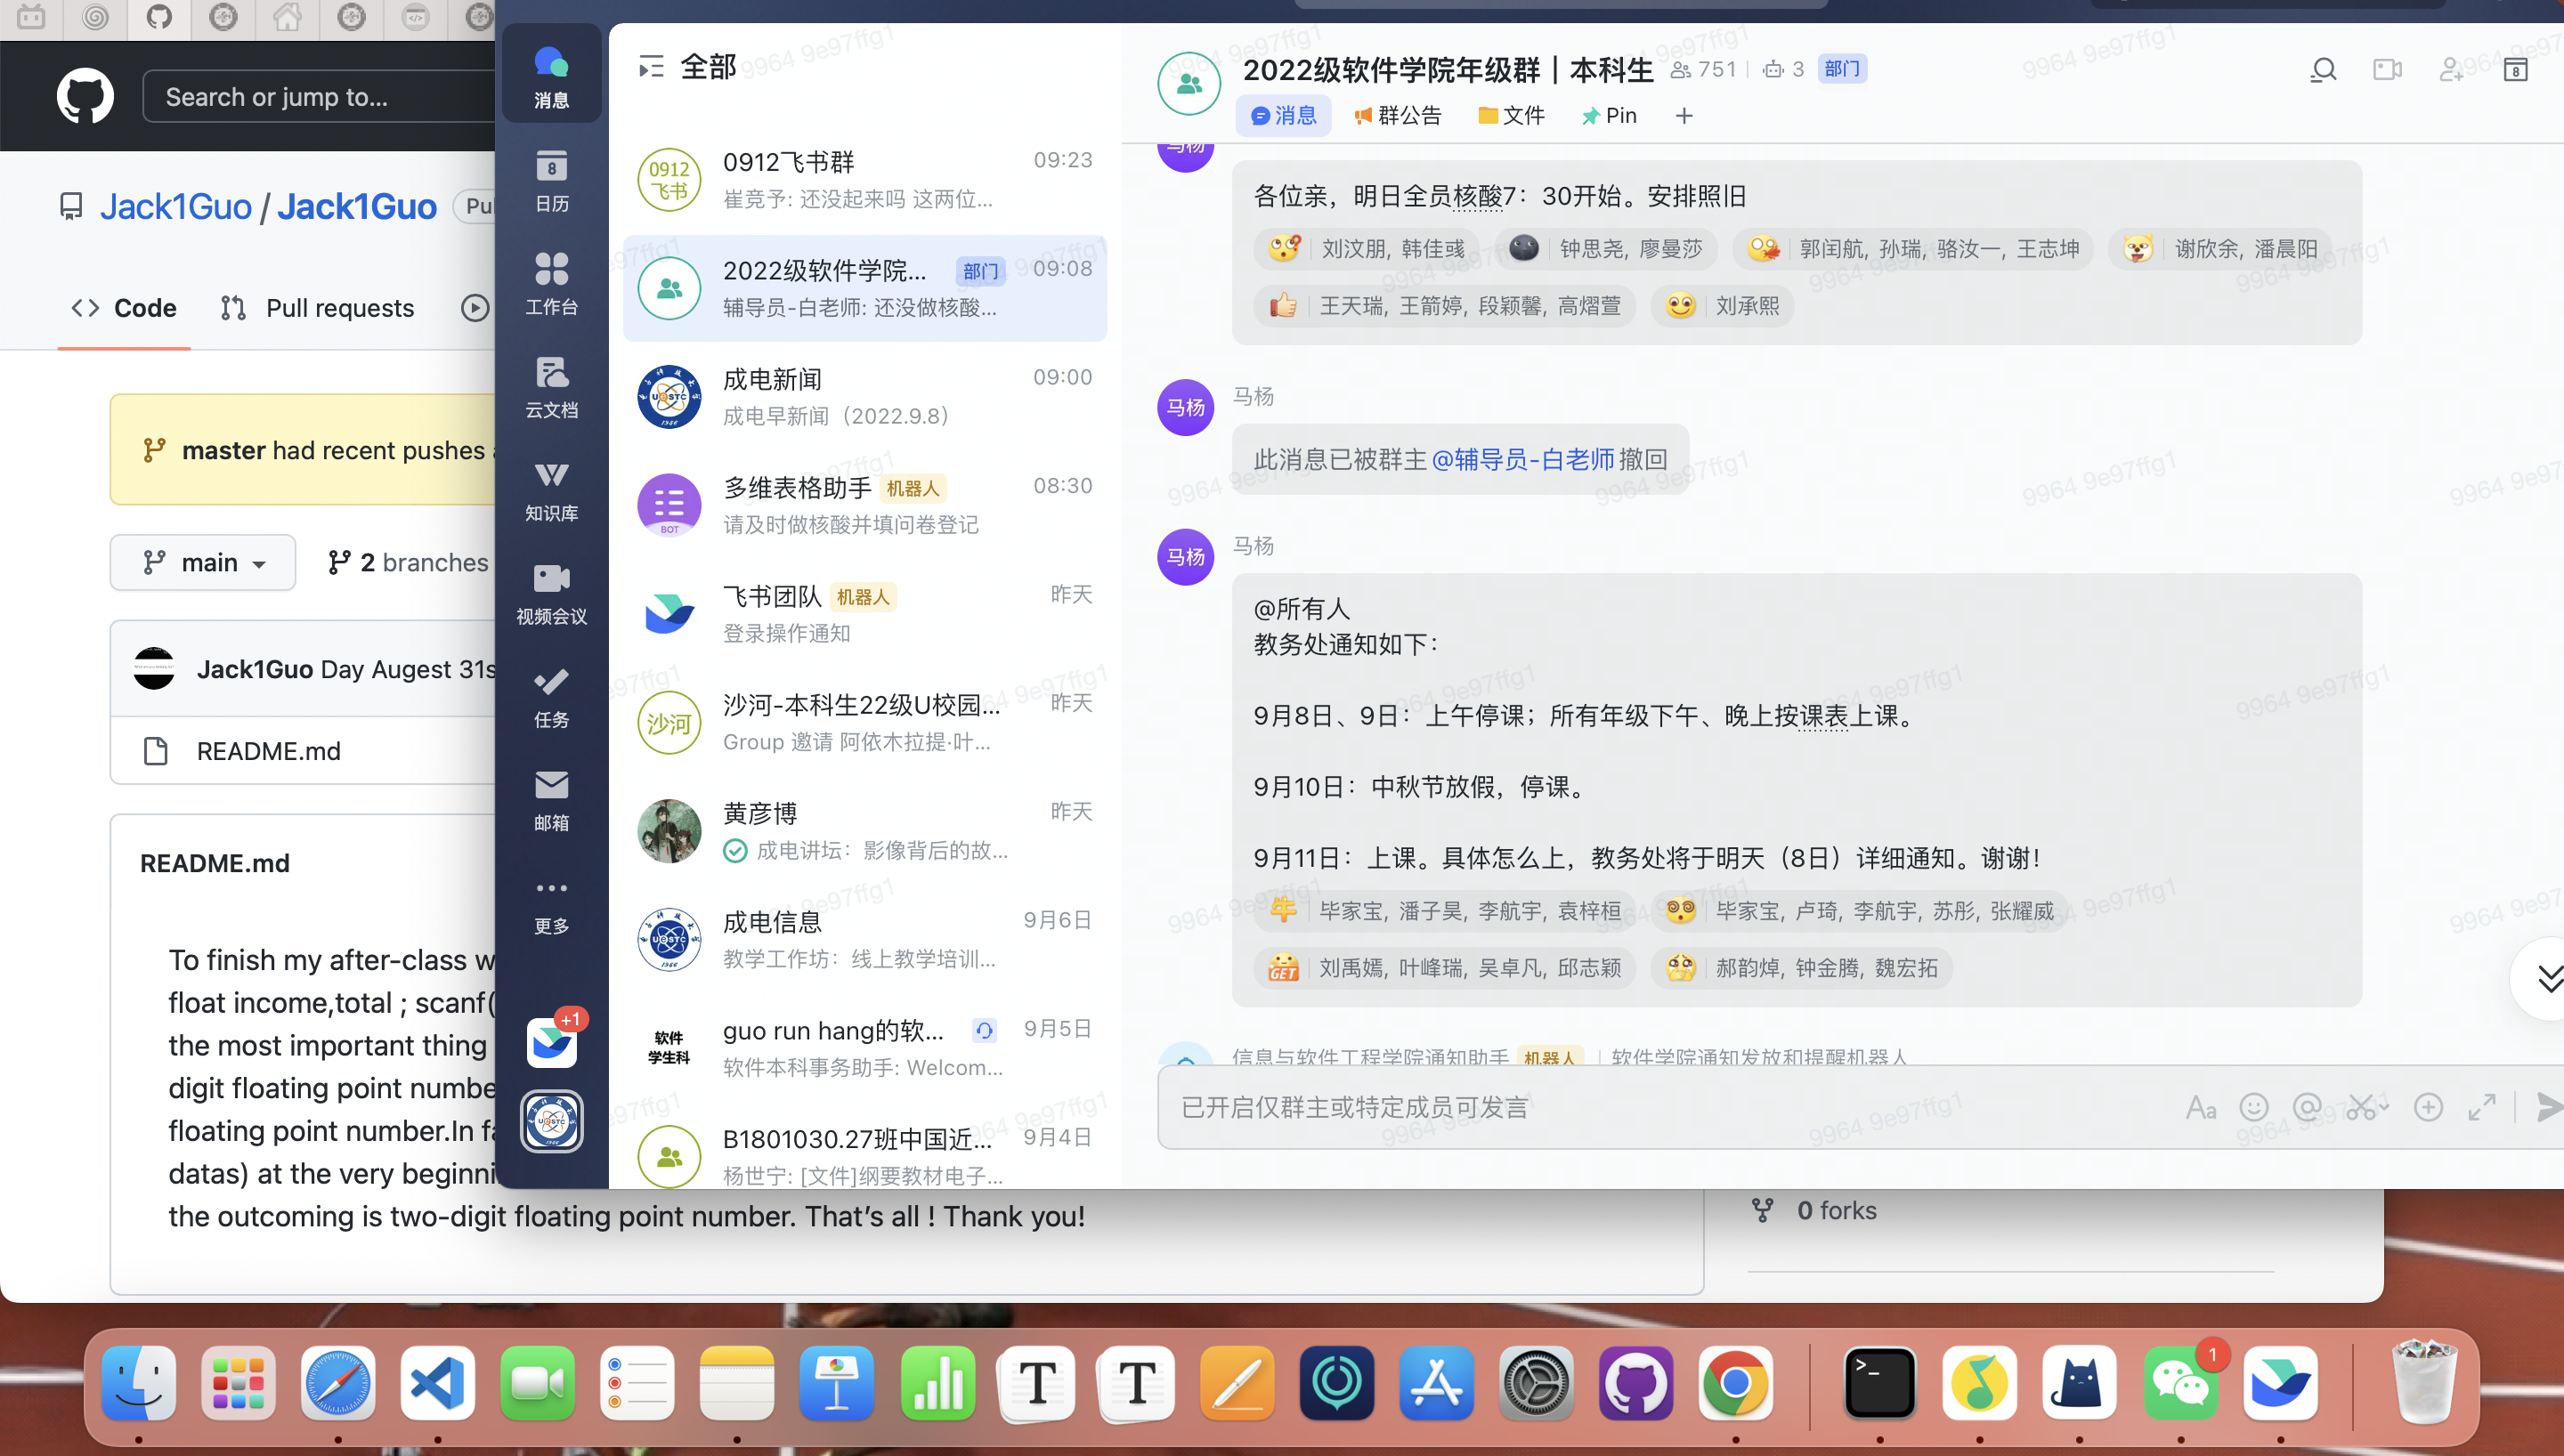 Search or jump to...
Jack1Guo / Jack1Guo
Code
Pull requests
master had recent pushes
main
2 branches
Jack1Guo Day Augest 31s
README.md
README.md
To finish my after-class w
float income,total ; scanf(
the most important thing
digit floating point numbe
floating point number.In fa
datas) at the very beginni
the outcoming is two-digit floating point number. That's all ! Thank you!
0 forks
消息
8
日历
工作台
云文档
知识库
视频会议
任务
邮箱
更多
+1
全部
0912
飞书
0912飞书群
09:23
崔竞予: 还没起来吗 这两位...
2022级软件学院...
部门
09:08
辅导员-白老师: 还没做核酸...
成电新闻
09:00
成电早新闻（2022.9.8）
BOT
多维表格助手
机器人
08:30
请及时做核酸并填问卷登记
飞书团队
机器人
昨天
登录操作通知
沙河
沙河-本科生22级U校园...
昨天
Group 邀请 阿依木拉提·叶...
黄彦博
昨天
成电讲坛：影像背后的故...
成电信息
9月6日
教学工作坊：线上教学培训...
软件
学生科
guo run hang的软...
9月5日
软件本科事务助手: Welcom...
B1801030.27班中国近...
9月4日
杨世宁: [文件]纲要教材电子...
2022级软件学院年级群 | 本科生
751
3
部门
8
消息
群公告
文件
Pin
马杨
各位亲，明日全员核酸7：30开始。安排照旧
刘汶朋, 韩佳彧
钟思尧, 廖曼莎
郭闰航, 孙瑞, 骆汝一, 王志坤
谢欣余, 潘晨阳
王天瑞, 王箭婷, 段颖馨, 高熠萱
刘承熙
马杨
马杨
此消息已被群主@辅导员-白老师撤回
马杨
马杨
@所有人
教务处通知如下：
9月8日、9日：上午停课；所有年级下午、晚上按课表上课。
9月10日：中秋节放假，停课。
9月11日：上课。具体怎么上，教务处将于明天（8日）详细通知。谢谢！
牛
毕家宝, 潘子昊, 李航宇, 袁梓桓
毕家宝, 卢琦, 李航宇, 苏彤, 张耀威
GET
刘禹嫣, 叶峰瑞, 吴卓凡, 邱志颖
郝韵焯, 钟金腾, 魏宏拓
信息与软件工程学院通知助手
机器人
软件学院通知发放和提醒机器人
已开启仅群主或特定成员可发言
Aa
9964 9e97ffg1
T
T
1